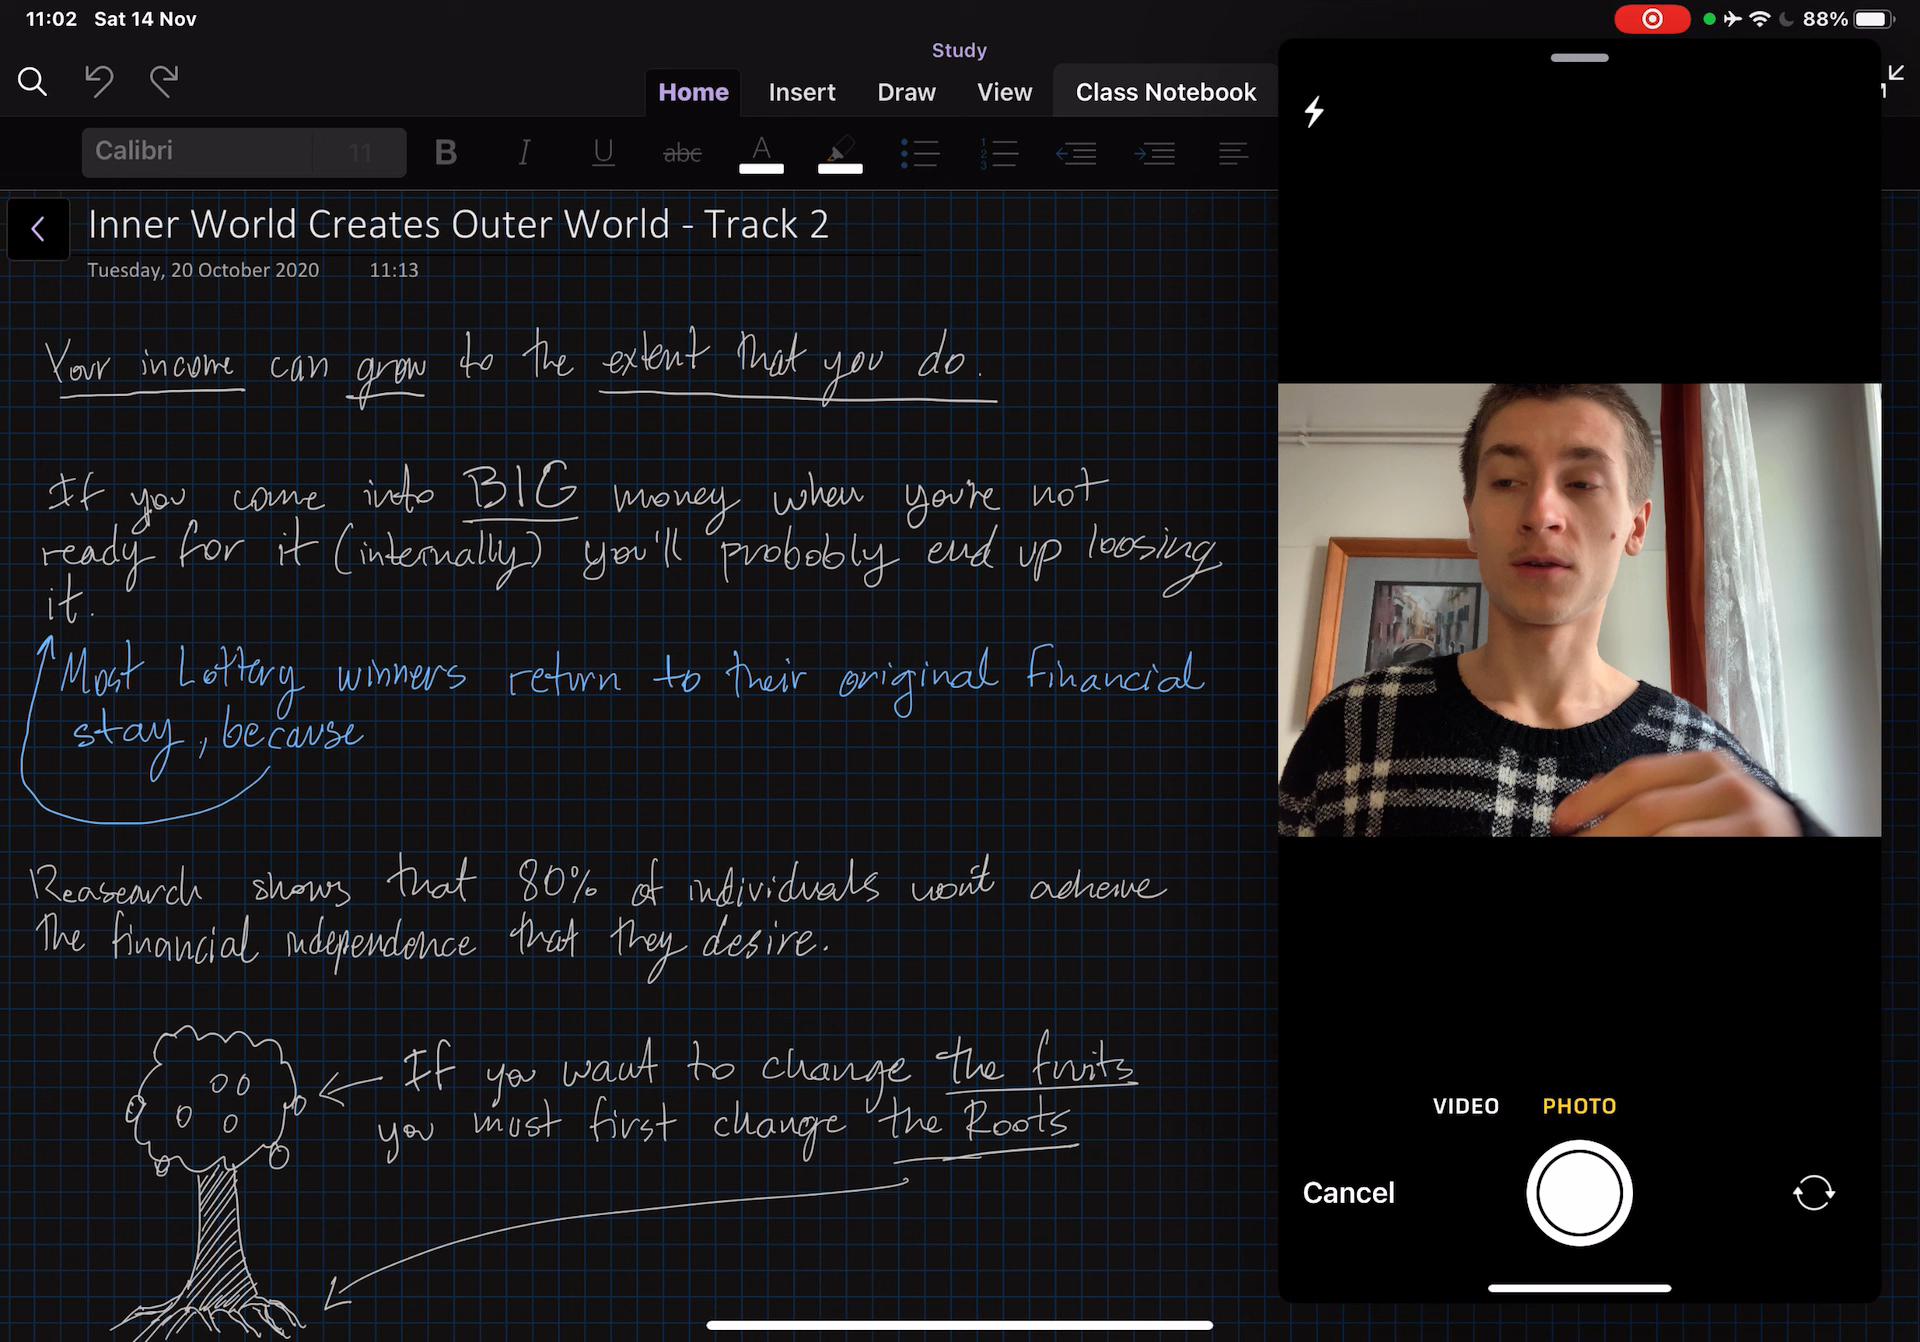 11:02 Sat 14 Nov
88%
Study
Home Insert Draw View Class Notebook
Calibri 11 B I U abc A
Inner World Creates Outer World - Track 2
Tuesday, 20 October 2020 11:13
Your income can grow to the extent that you do.
If you come into BIG money when you're not
ready for it (internally) you'll probobly end up loosing
it.
Most Lottery winners return to their original financial
stay, because
Reasearch shows that 80% of individuals won't acheive
the financial independence that they desire.
If you want to change the fruits
you must first change the Roots
VIDEO PHOTO
Cancel